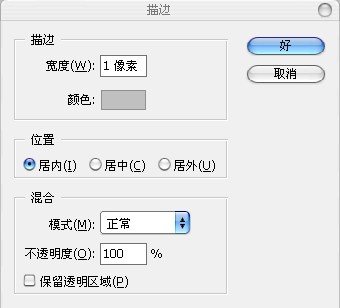 描边
描边
好
宽度(W): 1 像素
取消
颜色:
位置
居内(I) 居中(C) 居外(U)
混合
模式(M): 正常
不透明度(O): 100 %
保留透明区域(P)